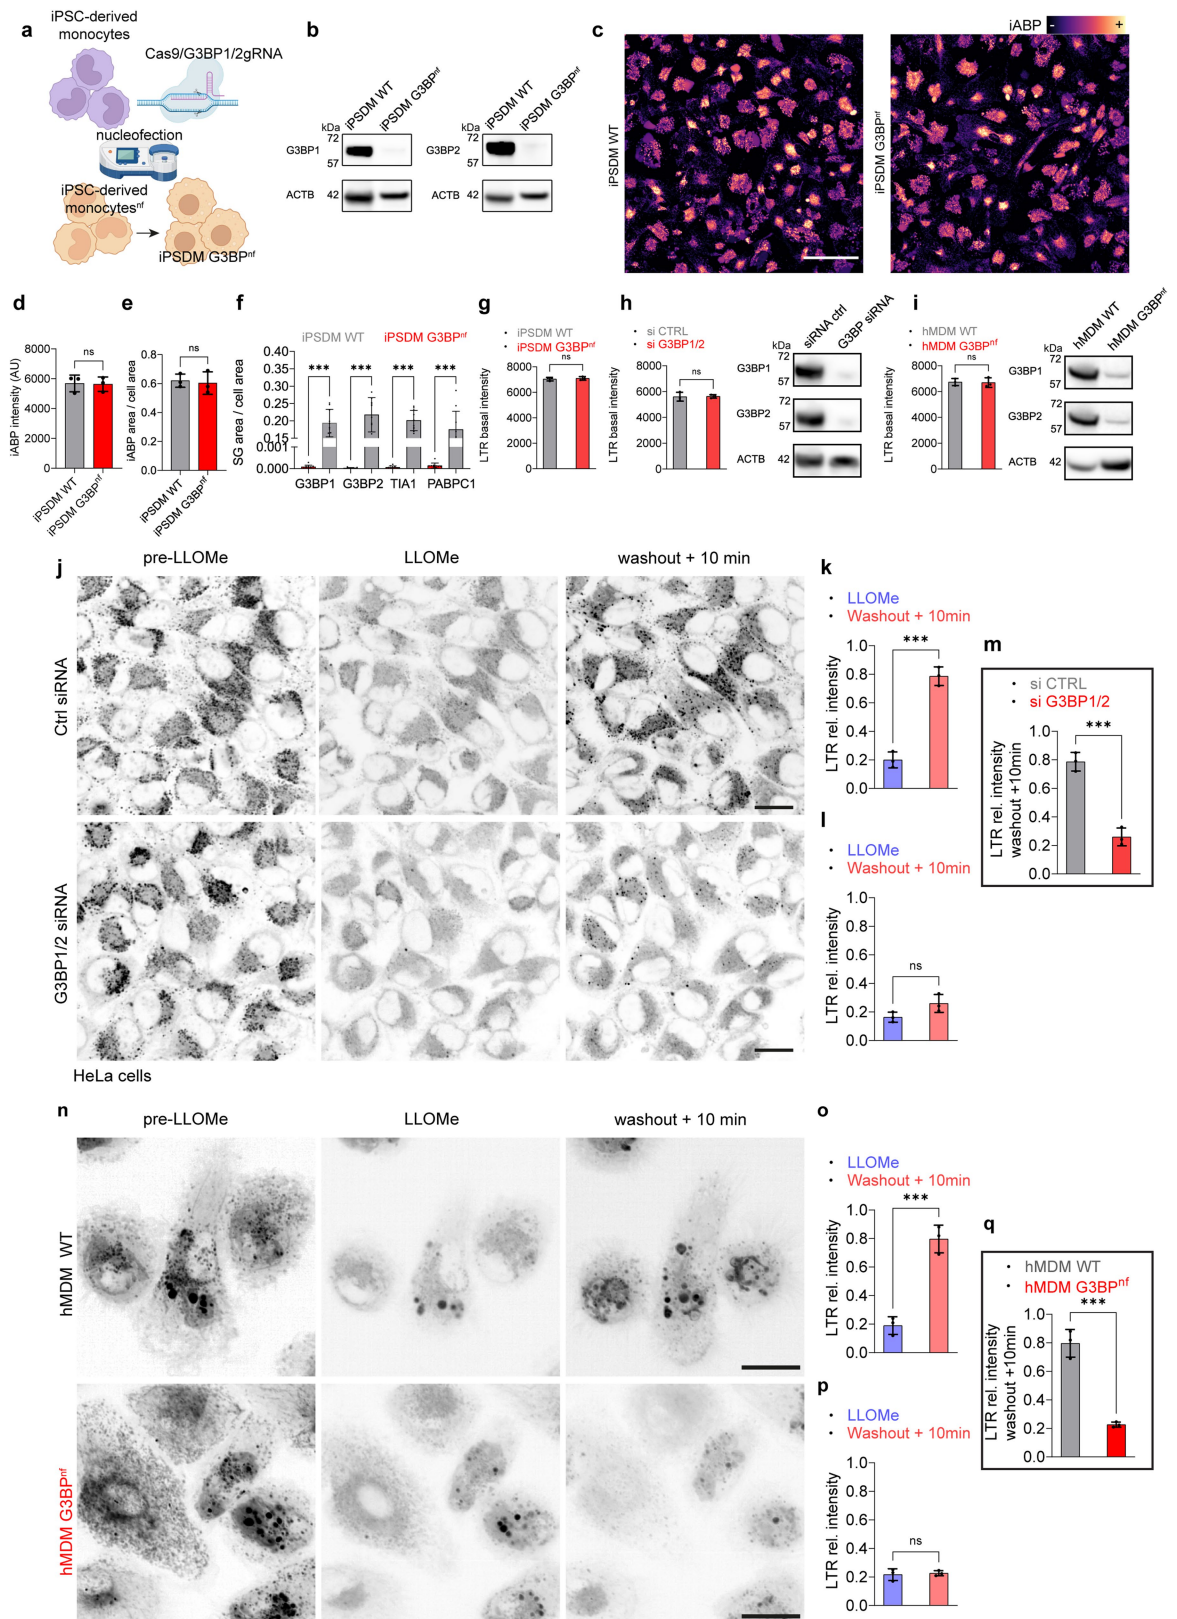 a
iPSC-derived
monocytes
Cas9/G3BP1/2gRNA
nucleofection
iPSC-derived
monocytesⁿᶠ
iPSDM G3BPⁿᶠ
b
iPSDM WT
iPSDM G3BPⁿᶠ
kDa
72
G3BP1
57
ACTB
42
iPSDM WT
iPSDM G3BPⁿᶠ
kDa
72
G3BP2
57
ACTB
42
c
iABP
- +
iPSDM WT
iPSDM G3BPⁿᶠ
d
ns
iABP intensity (AU)
8000
6000
4000
2000
0
iPSDM WT
iPSDM G3BPⁿᶠ
e
ns
iABP area / cell area
0.8
0.6
0.4
0.2
0.0
iPSDM WT
iPSDM G3BPⁿᶠ
f
iPSDM WT
iPSDM G3BPⁿᶠ
*** *** *** ***
SG area / cell area
0.40
0.35
0.30
0.25
0.20
0.15
0.10
0.001
0.000
G3BP1 G3BP2 TIA1 PABPC1
g
• iPSDM WT
• iPSDM G3BPⁿᶠ
ns
LTR basal intensity
8000
6000
4000
2000
0
h
• si CTRL
• si G3BP1/2
ns
LTR basal intensity
8000
6000
4000
2000
0
siRNA ctrl
G3BP siRNA
kDa
72
G3BP1
57
72
G3BP2
57
ACTB
42
i
• hMDM WT
• hMDM G3BPⁿᶠ
ns
LTR basal intensity
8000
6000
4000
2000
0
hMDM WT
hMDM G3BPⁿᶠ
kDa
72
G3BP1
57
72
G3BP2
57
ACTB
42
j
pre-LLOMe
LLOMe
washout + 10 min
Ctrl siRNA
G3BP1/2 siRNA
HeLa cells
k
• LLOMe
• Washout + 10min
***
LTR rel. intensity
1.0
0.8
0.6
0.4
0.2
0.0
l
• LLOMe
• Washout + 10min
ns
LTR rel. intensity
1.0
0.8
0.6
0.4
0.2
0.0
m
• si CTRL
• si G3BP1/2
***
LTR rel. intensity
washout +10min
1.0
0.8
0.6
0.4
0.2
0.0
n
pre-LLOMe
LLOMe
washout + 10 min
hMDM WT
hMDM G3BPⁿᶠ
o
• LLOMe
• Washout + 10min
***
LTR rel. intensity
1.0
0.8
0.6
0.4
0.2
0.0
p
• LLOMe
• Washout + 10min
ns
LTR rel. intensity
1.0
0.8
0.6
0.4
0.2
0.0
q
• hMDM WT
• hMDM G3BPⁿᶠ
***
LTR rel. intensity
washout +10min
1.0
0.8
0.6
0.4
0.2
0.0